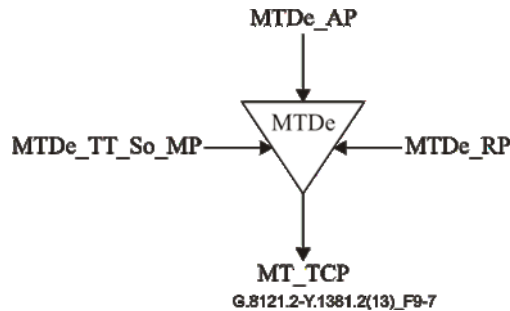 MTDe_AP
MTDe
MTDe_TT_So_MP
MTDe_RP
MT_TCP
G.8121.2-Y.1381.2(13)_F9-7